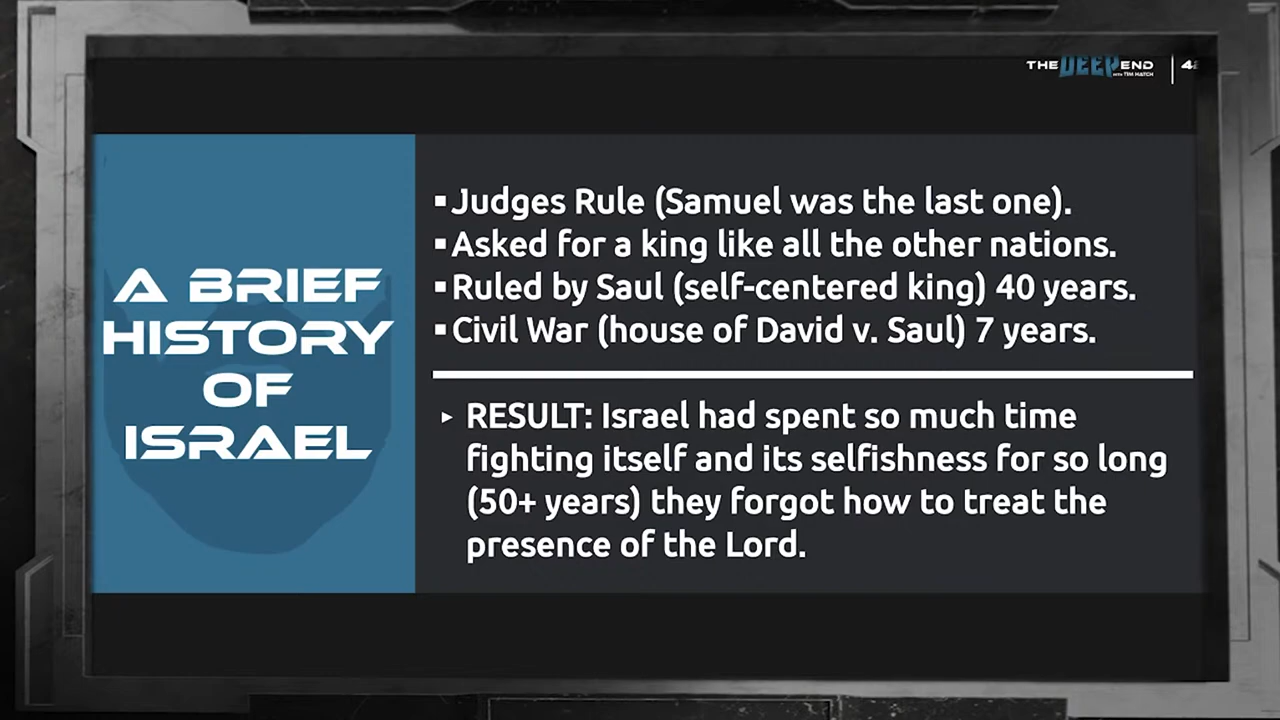 THE DEEP END
WITH TIM HATCH
A BRIEF
HISTORY
OF
ISRAEL
▪ Judges Rule (Samuel was the last one).
▪ Asked for a king like all the other nations.
▪ Ruled by Saul (self-centered king) 40 years.
▪ Civil War (house of David v. Saul) 7 years.
▸ RESULT: Israel had spent so much time
fighting itself and its selfishness for so long
(50+ years) they forgot how to treat the
presence of the Lord.